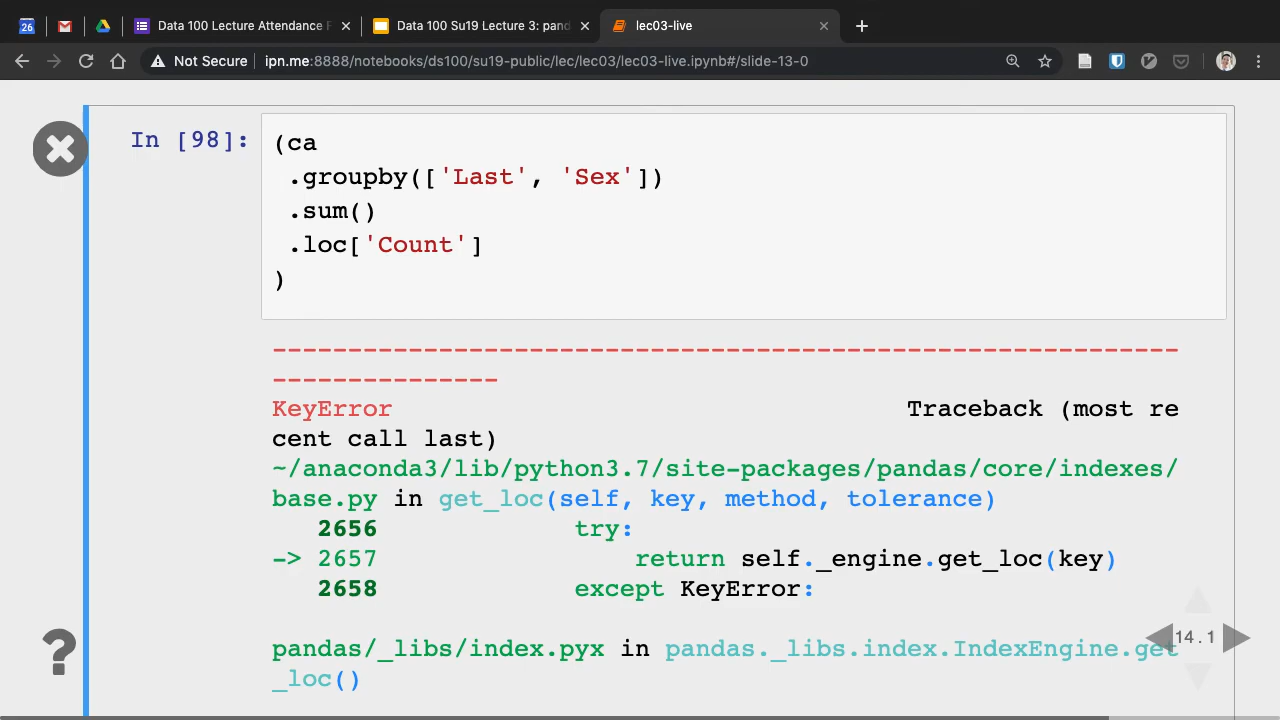 26
Data 100 Lecture Attendance F
Data 100 Su19 Lecture 3: pand
lec03-live
Not Secure
ipn.me:8888/notebooks/ds100/su19-public/lec/lec03/lec03-live.ipynb#/slide-13-0
In [98]:
(ca
.groupby(['Last', 'Sex'])
.sum()
.loc['Count']
)
------------------------------------------------------------
---------------
KeyError Traceback (most re
cent call last)
~/anaconda3/lib/python3.7/site-packages/pandas/core/indexes/
base.py in get_loc(self, key, method, tolerance)
2656 try:
-> 2657 return self._engine.get_loc(key)
2658 except KeyError:
pandas/_libs/index.pyx in pandas._libs.index.IndexEngine.get
_loc()
14.1
?